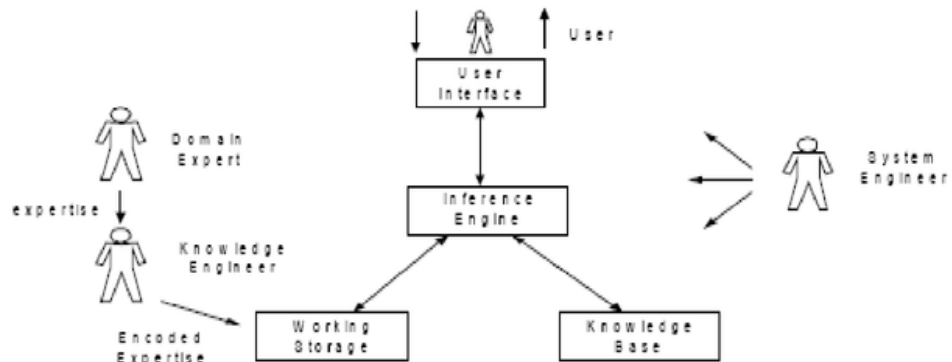 User
User
Interface
Domain
Expert
System
Engineer
expertise
Inference
Engine
Knowledge
Engineer
Encoded
Expertise
Working
Storage
Knowledge
Base